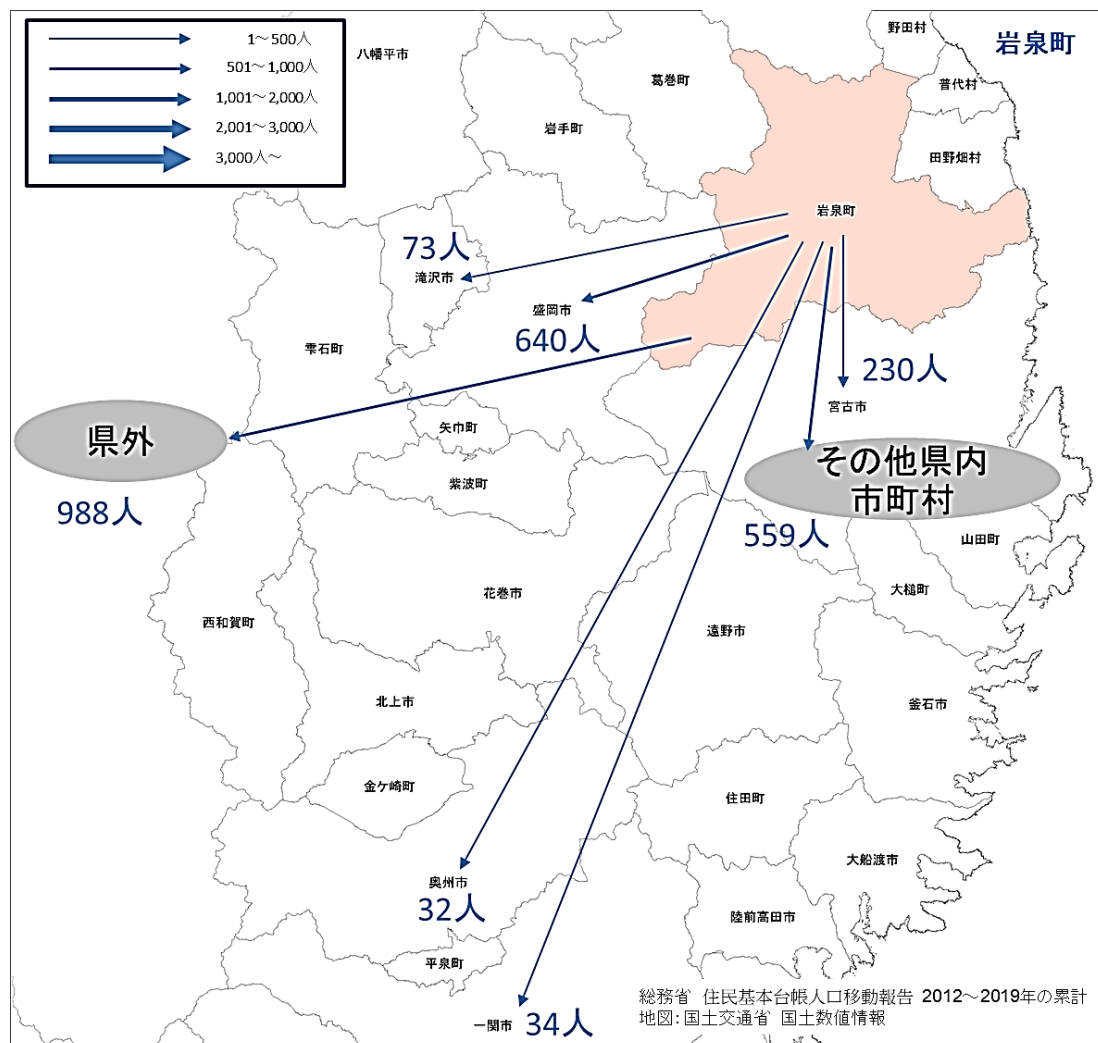 岩泉町
1～500人
501～1,000人
1,001～2,000人
2,001～3,000人
3,000人～
八幡平市
野田村
葛巻町
普代村
岩手町
田野畑村
岩泉町
73人
滝沢市
盛岡市
640人
雫石町
230人
宮古市
矢巾町
県外
988人
その他県内
市町村
559人
紫波町
山田町
大槌町
花巻市
西和賀町
遠野市
北上市
釜石市
金ケ崎町
住田町
大船渡市
奥州市
32人
陸前高田市
平泉町
一関市
34人
総務省 住民基本台帳人口移動報告 2012～2019年の累計
地図：国土交通省 国土数値情報